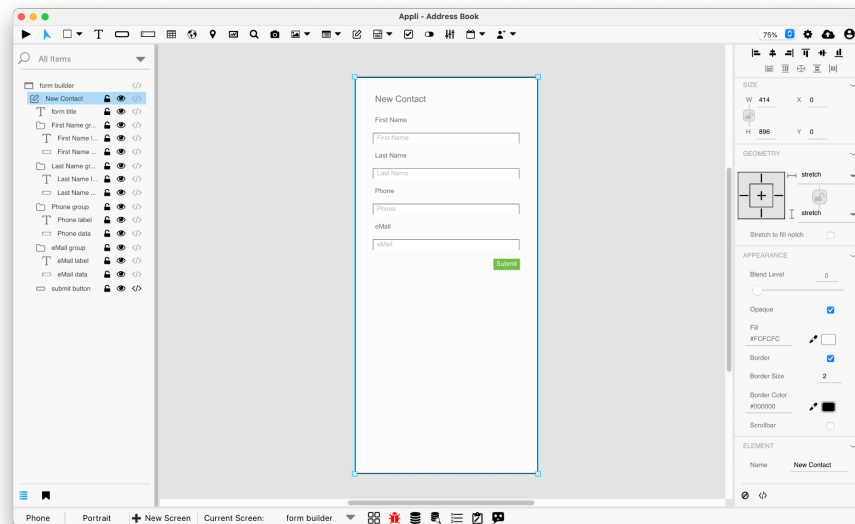 Appli - Address Book
75%
All Items
form builder
New Contact
form title
First Name gr...
First Name l...
First Name ...
Last Name gr...
Last Name l...
Last Name ...
Phone group
Phone label
Phone data
eMail group
eMail label
eMail data
submit button
New Contact
First Name
First Name
Last Name
Last Name
Phone
Phone
eMail
eMail
Submit
SIZE
W 414 X 0
H 896 Y 0
GEOMETRY
stretch
stretch
Stretch to fill notch
APPEARANCE
Blend Level 0
Opaque
Fill
#FCFCFC
Border
Border Size 2
Border Color
#000000
Scrollbar
ELEMENT
Name New Contact
Phone Portrait New Screen Current Screen: form builder